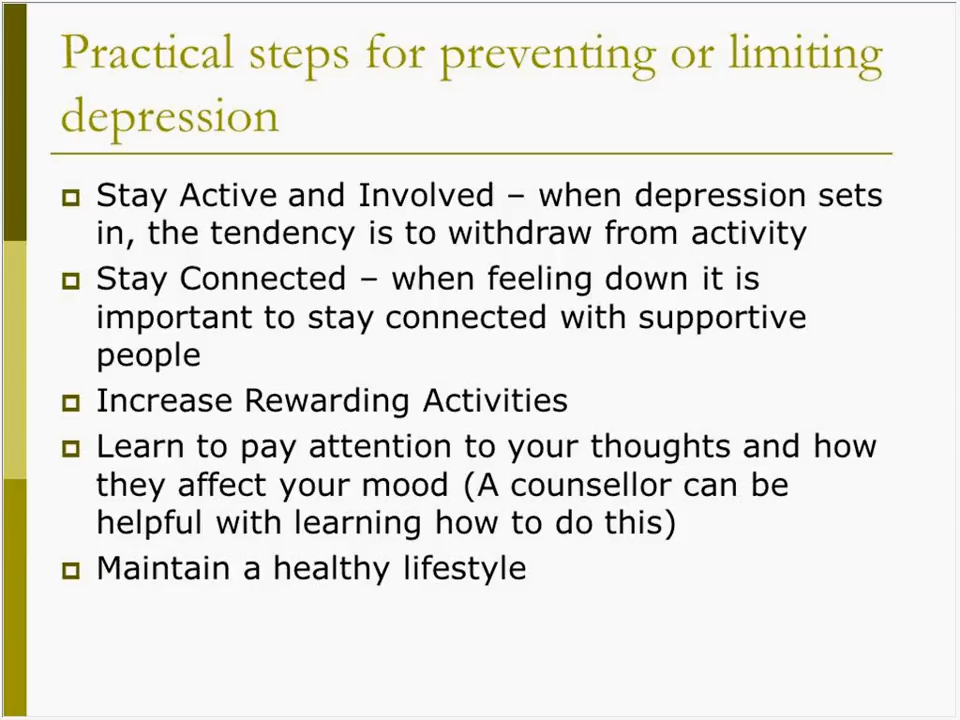 Practical steps for preventing or limiting
depression
Stay Active and Involved – when depression sets
in, the tendency is to withdraw from activity
Stay Connected – when feeling down it is
important to stay connected with supportive
people
Increase Rewarding Activities
Learn to pay attention to your thoughts and how
they affect your mood (A counsellor can be
helpful with learning how to do this)
Maintain a healthy lifestyle